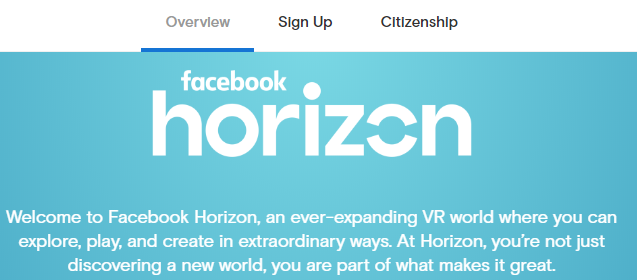 Overview Sign Up Citizenship
facebook
horizon
Welcome to Facebook Horizon, an ever-expanding VR world where you can
explore, play, and create in extraordinary ways. At Horizon, you're not just
discovering a new world, you are part of what makes it great.